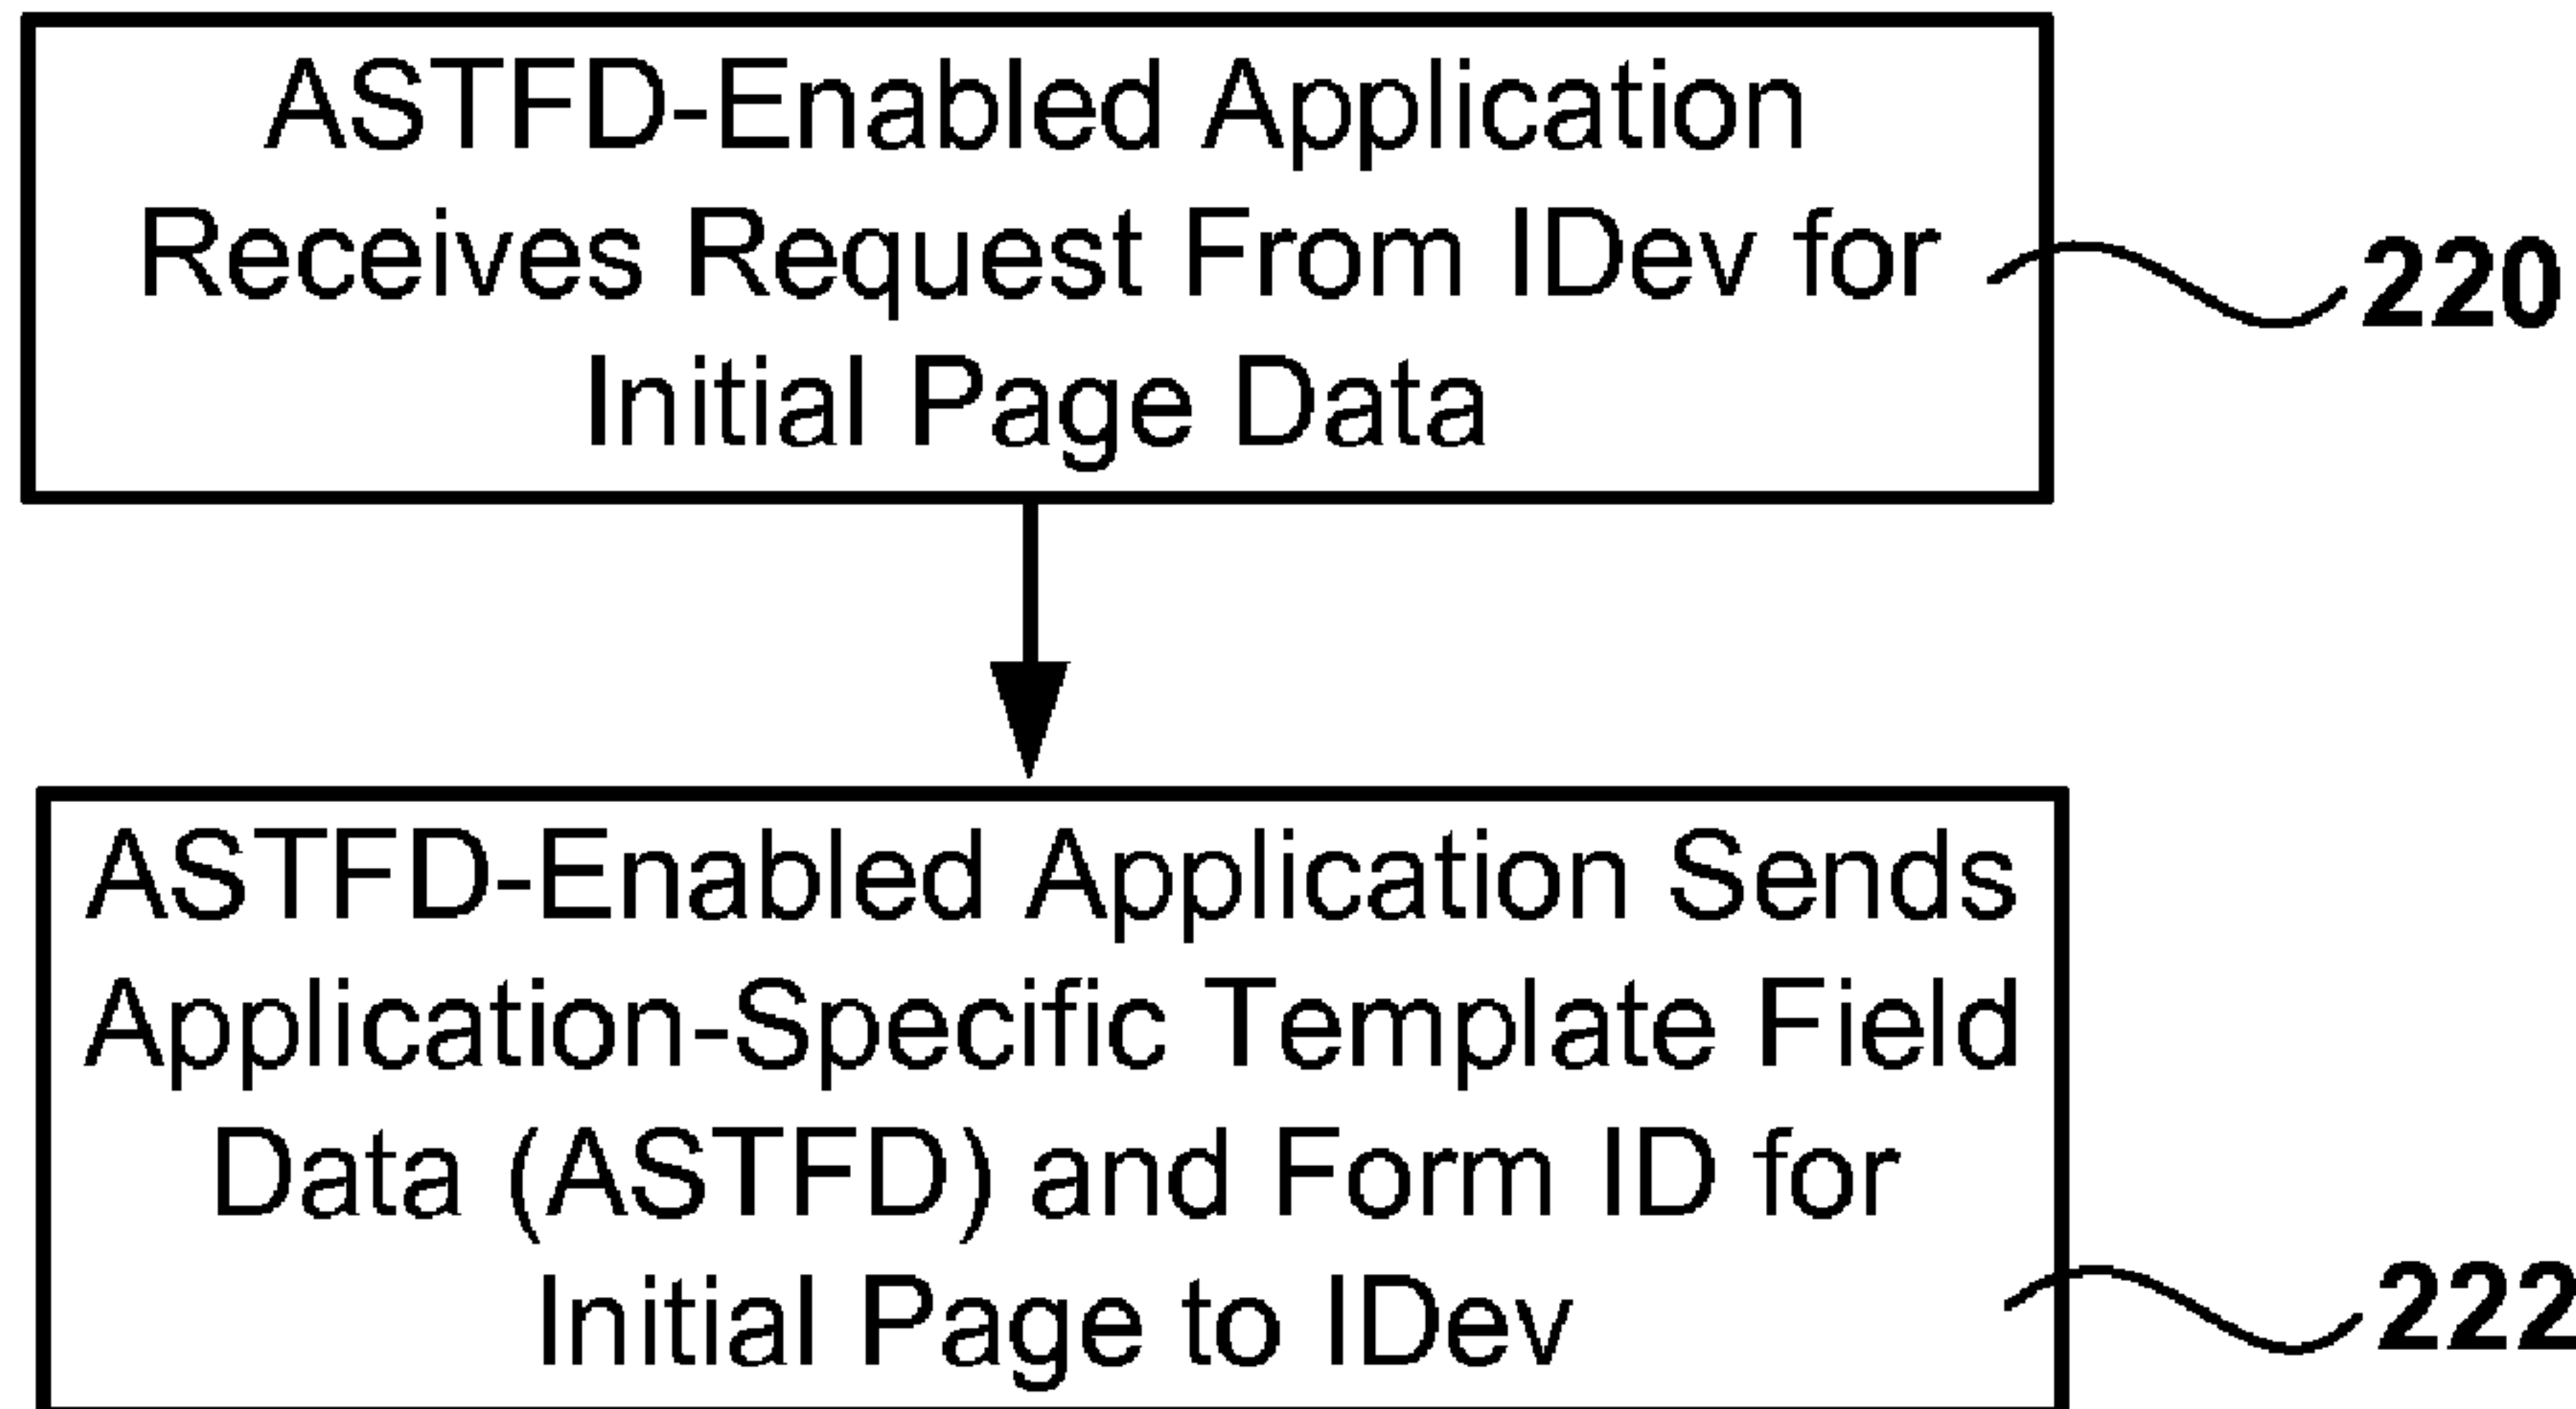 ASTFD-Enabled Application
Receives Request From IDev for
Initial Page Data
220
ASTFD-Enabled Application Sends
Application-Specific Template Field
Data (ASTFD) and Form ID for
Initial Page to IDev
222